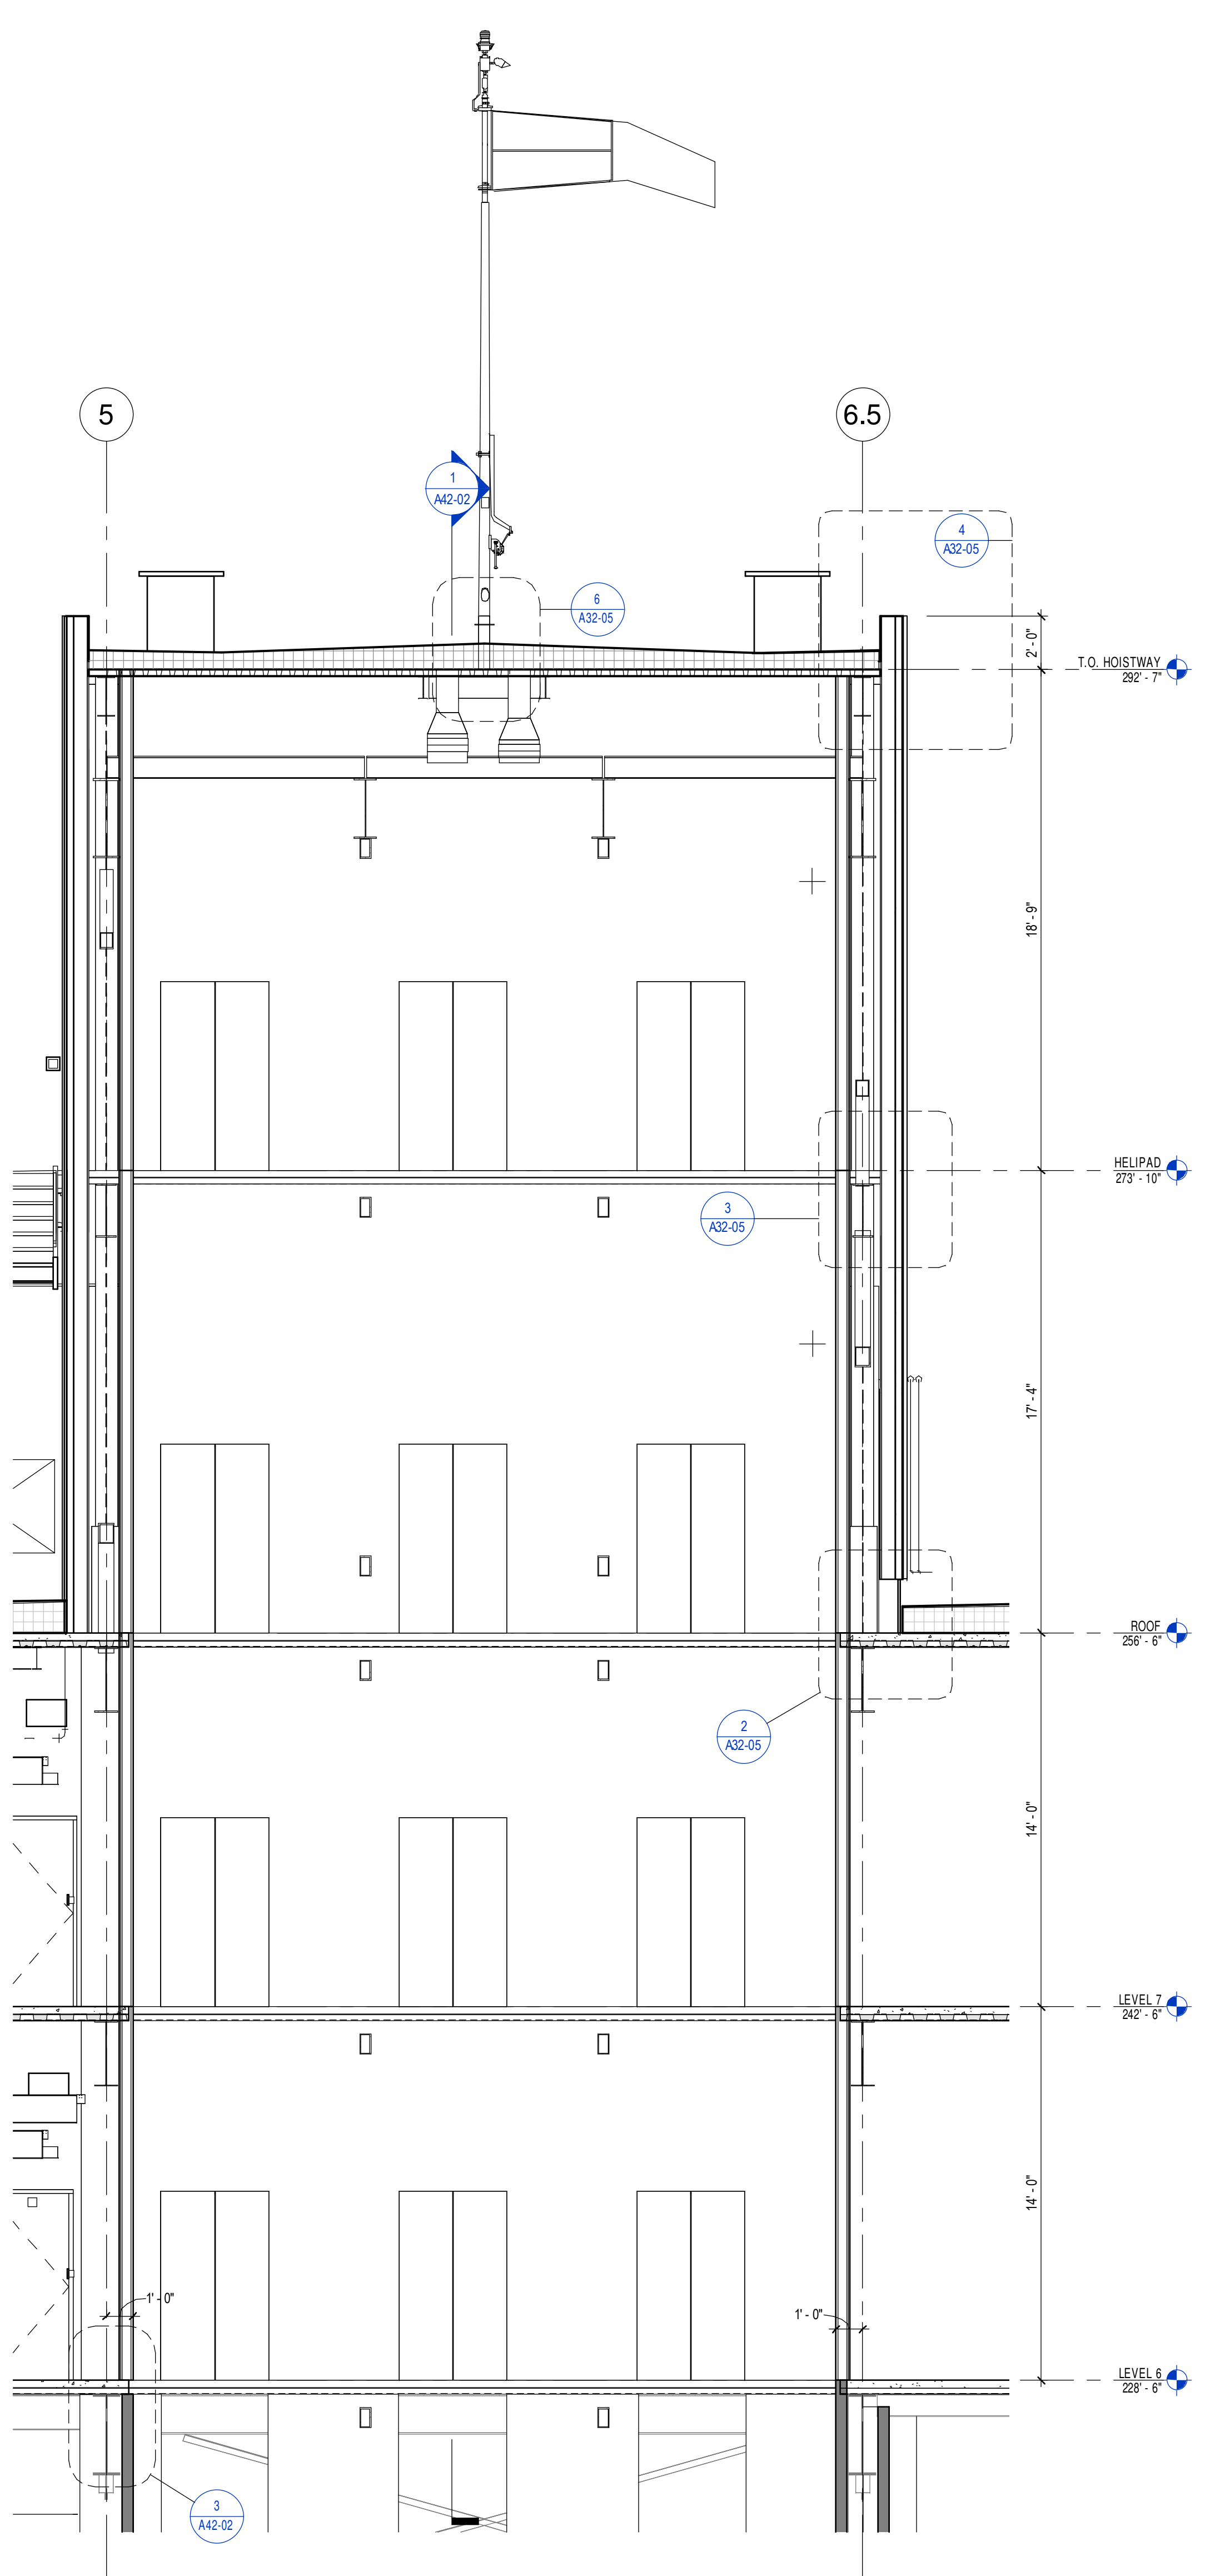 5
6.5
1
A42-02
4
A32-05
6
A32-05
2' - 0"
T.O. HOISTWAY
292' - 7"
18' - 9"
HELIPAD
273' - 10"
3
A32-05
17' - 4"
ROOF
256' - 6"
2
A32-05
14' - 0"
LEVEL 7
242' - 6"
14' - 0"
1' - 0"
1' - 0"
LEVEL 6
228' - 6"
3
A42-02